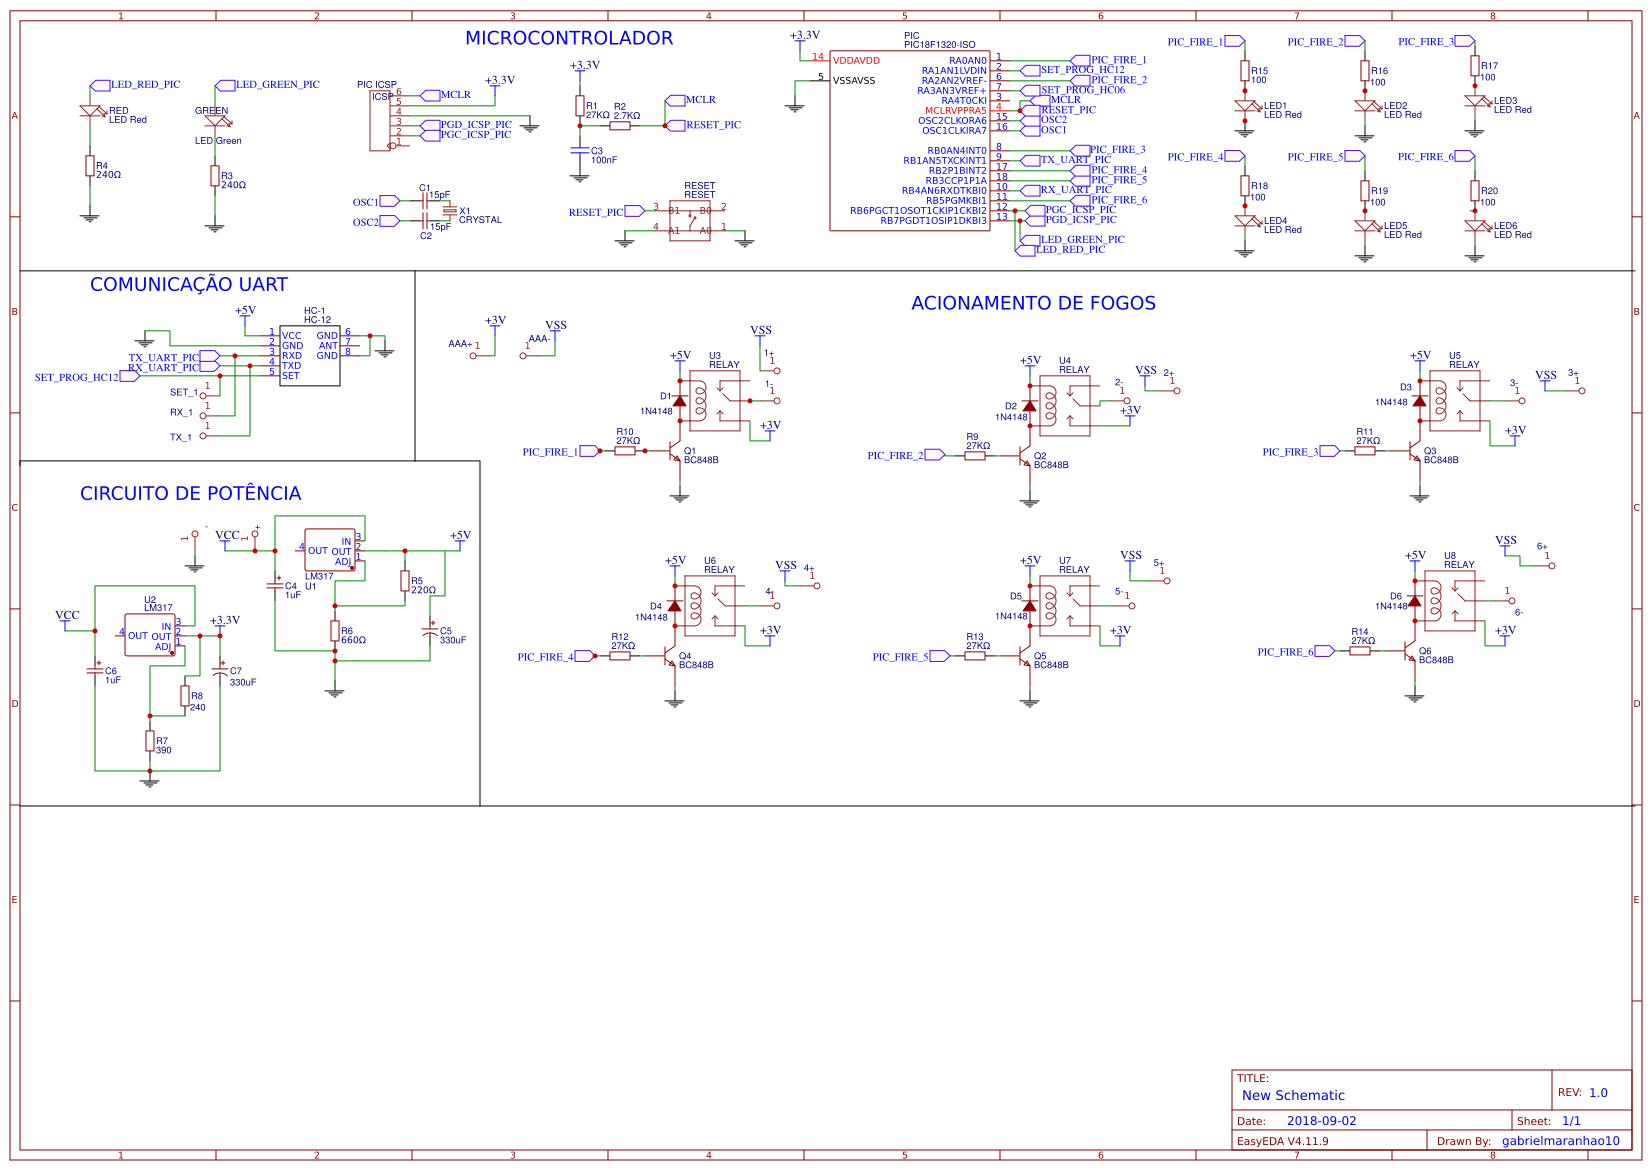 1 2 3 4 5 6 7 8
A
B
C
D
E
MICROCONTROLADOR
LED_RED_PIC
RED
LED Red
R4
240Ω
LED_GREEN_PIC
GREEN
LED Green
R3
240Ω
PIC ICSP
ICSP
6
5
4
3
2
1
MCLR
+3.3V
PGD_ICSP_PIC
PGC_ICSP_PIC
OSC1
OSC2
C1
15pF
15pF
C2
X1
CRYSTAL
+3.3V
R1
27KΩ
R2
2.7KΩ
MCLR
RESET_PIC
C3
100nF
RESET
RESET
RESET_PIC
3 B1 B0 2
4 A1 A0 1
+3.3V
PIC
PIC18F1320-ISO
14 VDDAVDD
5 VSSAVSS
RA0AN0 1 PIC_FIRE_1
RA1AN1LVDIN 2 SET_PROG_HC12
RA2AN2VREF- 6 PIC_FIRE_2
RA3AN3VREF+ 7 SET_PROG_HC06
RA4T0CKI 3 MCLR
MCLRVPPRA5 4 RESET_PIC
OSC2CLKORA6 15 OSC2
OSC1CLKIRA7 16 OSC1
RB0AN4INT0 8 PIC_FIRE_3
RB1AN5TXCKINT1 9 TX_UART_PIC
RB2P1BINT2 17 PIC_FIRE_4
RB3CCP1P1A 18 PIC_FIRE_5
RB4AN6RXDTKBI0 10 RX_UART_PIC
RB5PGMKBI1 11 PIC_FIRE_6
RB6PGCT1OSOT1CKIP1CKBI2 12 PGC_ICSP_PIC
RB7PGDT1OSIP1DKBI3 13 PGD_ICSP_PIC
LED_GREEN_PIC
LED_RED_PIC
PIC_FIRE_1
R15
100
LED1
LED Red
PIC_FIRE_2
R16
100
LED2
LED Red
PIC_FIRE_3
R17
100
LED3
LED Red
PIC_FIRE_4
R18
100
LED4
LED Red
PIC_FIRE_5
R19
100
LED5
LED Red
PIC_FIRE_6
R20
100
LED6
LED Red
COMUNICAÇÃO UART
+5V
HC-1
HC-12
1 VCC GND 6
2 GND ANT 7
3 RXD GND 8
4 TXD
5 SET
TX_UART_PIC
RX_UART_PIC
SET_PROG_HC12
SET_1 1
RX_1 1
TX_1 1
ACIONAMENTO DE FOGOS
AAA+ 1
+3V
AAA-
1
VSS
+5V
U3
RELAY
VSS
1+
1
1-
1
+3V
D1
1N4148
R10
27KΩ
PIC_FIRE_1
Q1
BC848B
+5V
U4
RELAY
VSS
2+
1
2-
1
+3V
D2
1N4148
R9
27KΩ
PIC_FIRE_2
Q2
BC848B
+5V
U5
RELAY
VSS
3+
1
3-
1
+3V
D3
1N4148
R11
27KΩ
PIC_FIRE_3
Q3
BC848B
+5V
U6
RELAY
VSS
4+
1
4-
1
+3V
D4
1N4148
R12
27KΩ
PIC_FIRE_4
Q4
BC848B
+5V
U7
RELAY
VSS
5+
1
5-
1
+3V
D5
1N4148
R13
27KΩ
PIC_FIRE_5
Q5
BC848B
+5V
U8
RELAY
VSS
6+
1
1
6-
+3V
D6
1N4148
R14
27KΩ
PIC_FIRE_6
Q6
BC848B
CIRCUITO DE POTÊNCIA
-
1
VCC
+
1
4 OUT IN 3
OUT 2
ADJ 1
LM317
U1
+5V
C4
1uF
R5
220Ω
R6
660Ω
C5
330uF
VCC
U2
LM317
4 OUT IN 3
OUT 2
ADJ 1
+3.3V
C6
1uF
C7
330uF
R8
240
R7
390
TITLE:
New Schematic
REV: 1.0
Date: 2018-09-02
Sheet: 1/1
EasyEDA V4.11.9
Drawn By: gabrielmaranhao10
A
B
C
D
E
1 2 3 4 5 6 7 8